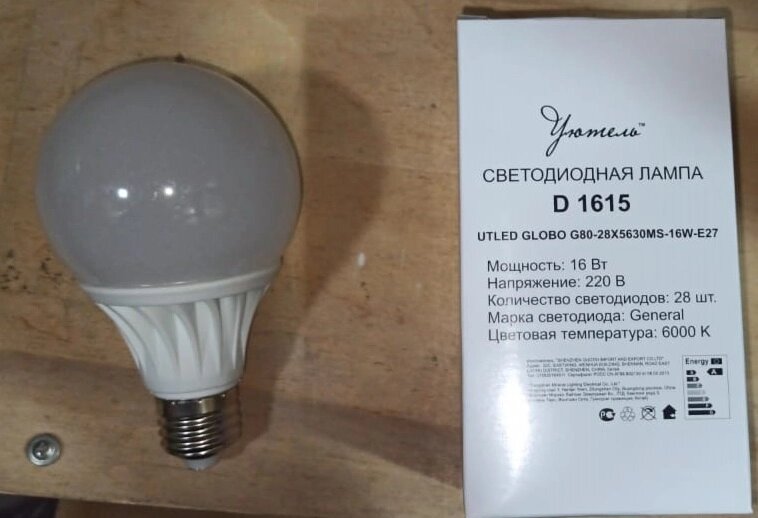 Уютель™
СВЕТОДИОДНАЯ ЛАМПА
D 1615
UTLED GLOBO G80-28X5630MS-16W-E27
Мощность: 16 Вт
Напряжение: 220 В
Количество светодиодов: 28 шт.
Марка светодиода: General
Цветовая температура: 6000 K
Energy
A